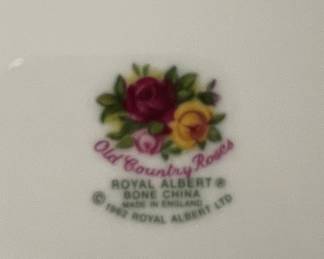 Old Country Roses
ROYAL ALBERT®
BONE CHINA
MADE IN ENGLAND
© 1962 ROYAL ALBERT LTD